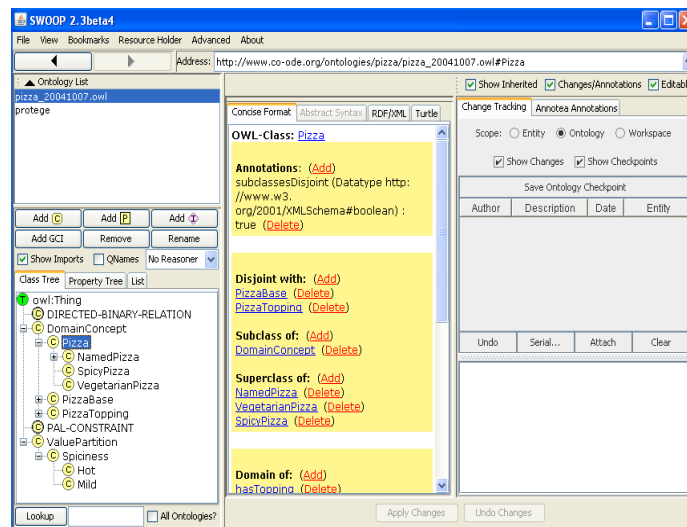 SWOOP 2.3beta4
File View Bookmarks Resource Holder Advanced About
Address: http://www.co-ode.org/ontologies/pizza/pizza_20041007.owl#Pizza
Ontology List
pizza_20041007.owl
protege
Add C Add P Add I
Add GCI Remove Rename
Show Imports QNames No Reasoner
Class Tree Property Tree List
T owl:Thing
C DIRECTED-BINARY-RELATION
C DomainConcept
C Pizza
C NamedPizza
C SpicyPizza
C VegetarianPizza
C PizzaBase
C PizzaTopping
C PAL-CONSTRAINT
C ValuePartition
C Spiciness
C Hot
C Mild
Lookup All Ontologies?
Show Inherited Changes/Annotations Editabl
Concise Format Abstract Syntax RDF/XML Turtle
OWL-Class: Pizza
Annotations: (Add)
subclassesDisjoint (Datatype http:
//www.w3.
org/2001/XMLSchema#boolean) :
true (Delete)
Disjoint with: (Add)
PizzaBase (Delete)
PizzaTopping (Delete)
Subclass of: (Add)
DomainConcept (Delete)
Superclass of: (Add)
NamedPizza (Delete)
VegetarianPizza (Delete)
SpicyPizza (Delete)
Domain of: (Add)
hasTopping (Delete)
Change Tracking Annotea Annotations
Scope: Entity Ontology Workspace
Show Changes Show Checkpoints
Save Ontology Checkpoint
Author Description Date Entity
Undo Serial... Attach Clear
Apply Changes Undo Changes